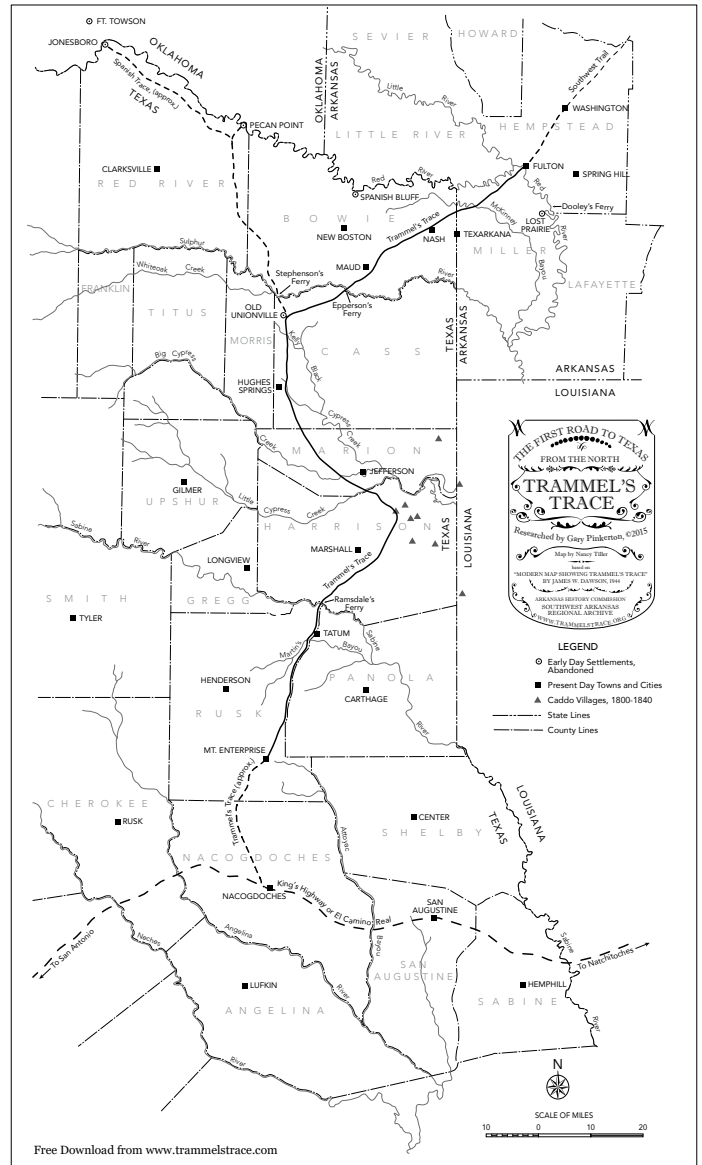 FT. TOWSON
JONESBORO
OKLAHOMA
Spanish Trace, (approx.)
TEXAS
PECAN POINT
CLARKSVILLE
RED RIVER
SEVIER
HOWARD
OKLAHOMA
ARKANSAS
Little
River
LITTLE RIVER
Southwest Trail
WASHINGTON
HEMPSTEAD
FULTON
SPRING HILL
Red
River
SPANISH BLUFF
Red
River
Dooley's Ferry
LOST
PRAIRIE
BOWIE
NEW BOSTON
Trammel's Trace
NASH
TEXARKANA
McKinney
Bayou
MILLER
LAFAYETTE
MAUD
Sulphur
River
Whiteoak Creek
FRANKLIN
TITUS
Stephenson's
Ferry
Epperson's
Ferry
OLD
UNIONVILLE
MORRIS
CASS
TEXAS
ARKANSAS
ARKANSAS
LOUISIANA
Kelly
Black
Cypress
Creek
Big Cypress
Creek
HUGHES
SPRINGS
MARION
JEFFERSON
GILMER
UPSHUR
Little
Cypress
Creek
HARRISON
TEXAS
LOUISIANA
Sabine
River
LONGVIEW
MARSHALL
Trammel's Trace
GREGG
Ramsdale's
Ferry
SMITH
TYLER
TATUM
Martin's
Bayou
Sabine
River
HENDERSON
RUSK
PANOLA
CARTHAGE
MT. ENTERPRISE
Trammel's Trace (approx.)
CHEROKEE
RUSK
NACOGDOCHES
NACOGDOCHES
Attoyac
Bayou
CENTER
SHELBY
TEXAS
LOUISIANA
King's Highway or El Camino Real
SAN
AUGUSTINE
SAN
AUGUSTINE
To San Antonio
Neches
River
Angelina
River
LUFKIN
ANGELINA
HEMPHILL
SABINE
Sabine
River
To Natchitoches
THE FIRST ROAD TO TEXAS
FROM THE NORTH
TRAMMEL'S
TRACE
Researched by Gary Pinkerton, ©2015
Map by Nancy Tiller
based on
"MODERN MAP SHOWING TRAMMEL'S TRACE"
BY JAMES W. DAWSON, 1944
ARKANSAS HISTORY COMMISSION
SOUTHWEST ARKANSAS
REGIONAL ARCHIVE
WWW.TRAMMELSTRACE.ORG
LEGEND
Early Day Settlements,
Abandoned
Present Day Towns and Cities
Caddo Villages, 1800-1840
State Lines
County Lines
N
SCALE OF MILES
10 0 10 20
Free Download from www.trammelstrace.com